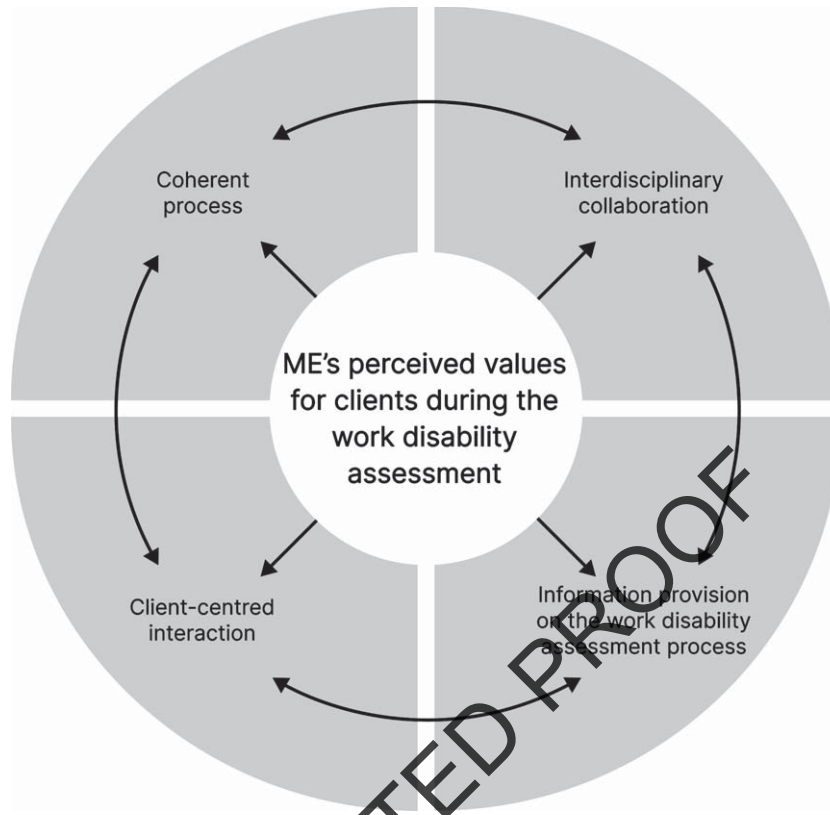 Coherent
process
Interdisciplinary
collaboration
ME’s perceived values
for clients during the
work disability
assessment
Client-centred
interaction
Information provision
on the work disability
assessment process
TED PROOF